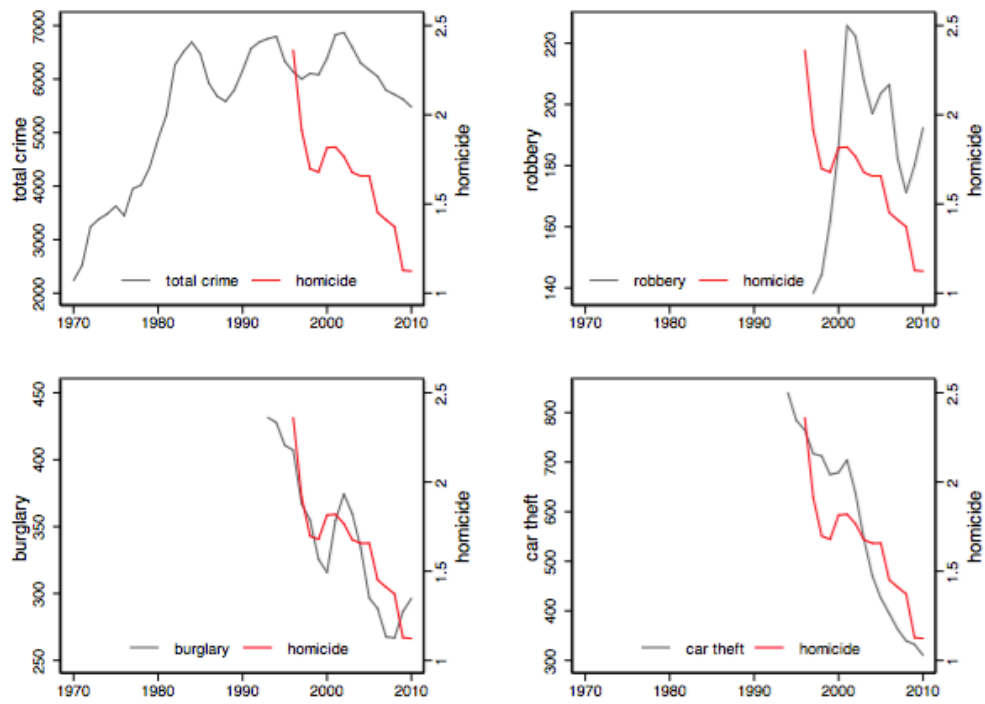 total crime
7000
6000
5000
4000
3000
2000
2.5
2
1.5
1
homicide
total crime homicide
1970 1980 1990 2000 2010
robbery
220
200
180
160
140
2.5
2
1.5
1
homicide
robbery homicide
1970 1980 1990 2000 2010
burglary
450
400
350
300
250
2.5
2
1.5
1
homicide
burglary homicide
1970 1980 1990 2000 2010
car theft
800
700
600
500
400
300
2.5
2
1.5
1
homicide
car theft homicide
1970 1980 1990 2000 2010